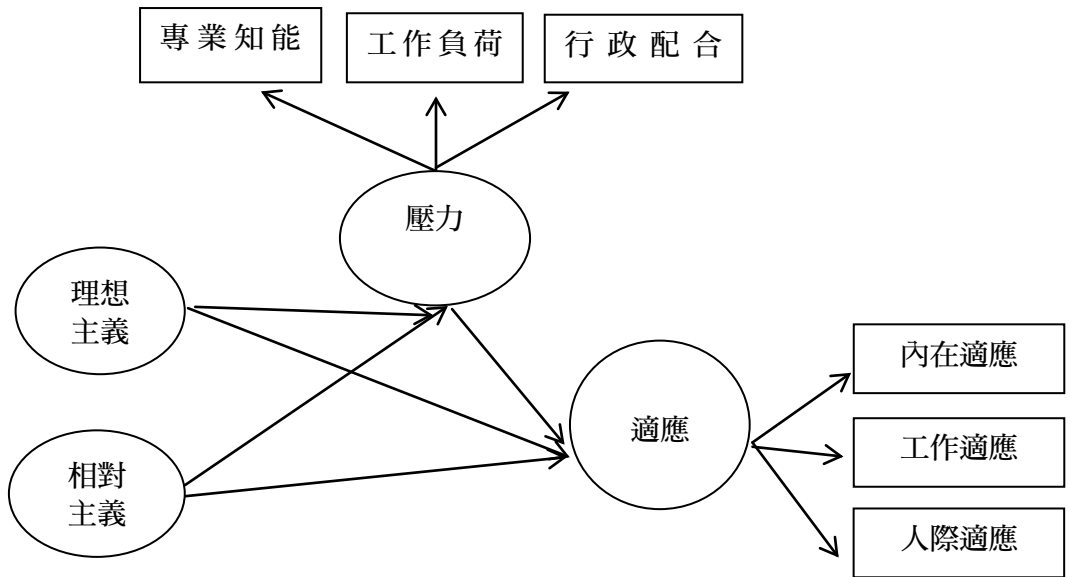 專業知能
工作負荷
行政配合
壓力
理想
主義
相對
主義
適應
內在適應
工作適應
人際適應